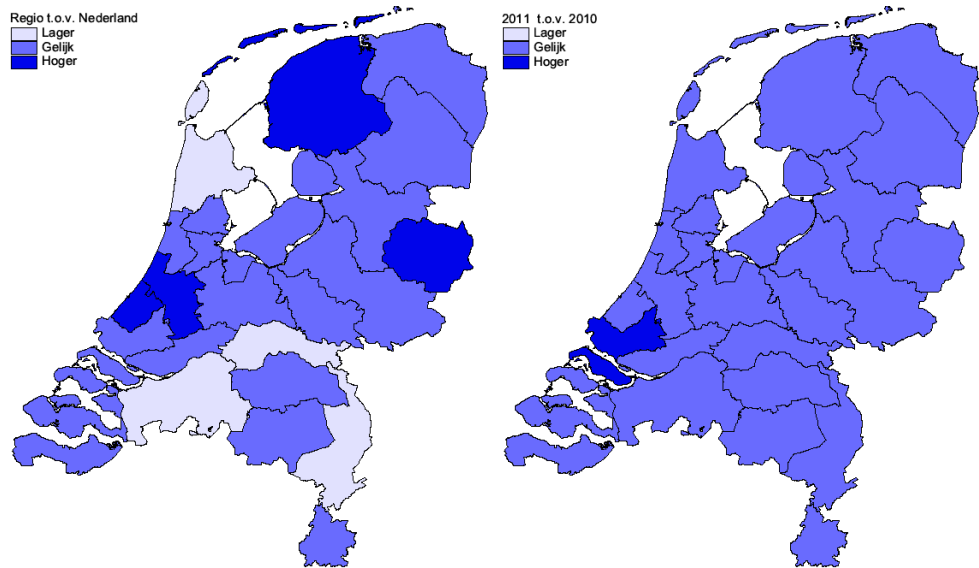 Regio t.o.v. Nederland
Lager
Gelijk
Hoger
2011 t.o.v. 2010
Lager
Gelijk
Hoger